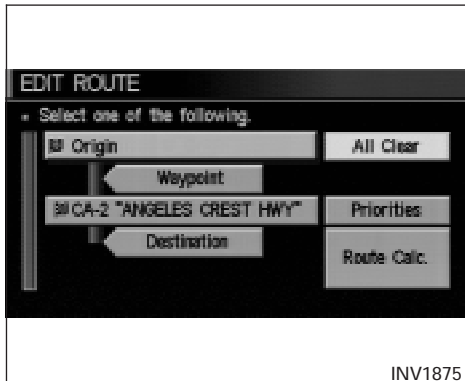 EDIT ROUTE
Select one of the following.
Origin
All Clear
Waypoint
CA-2 "ANGELES CREST HWY"
Priorities
Destination
Route Calc.
INV1875